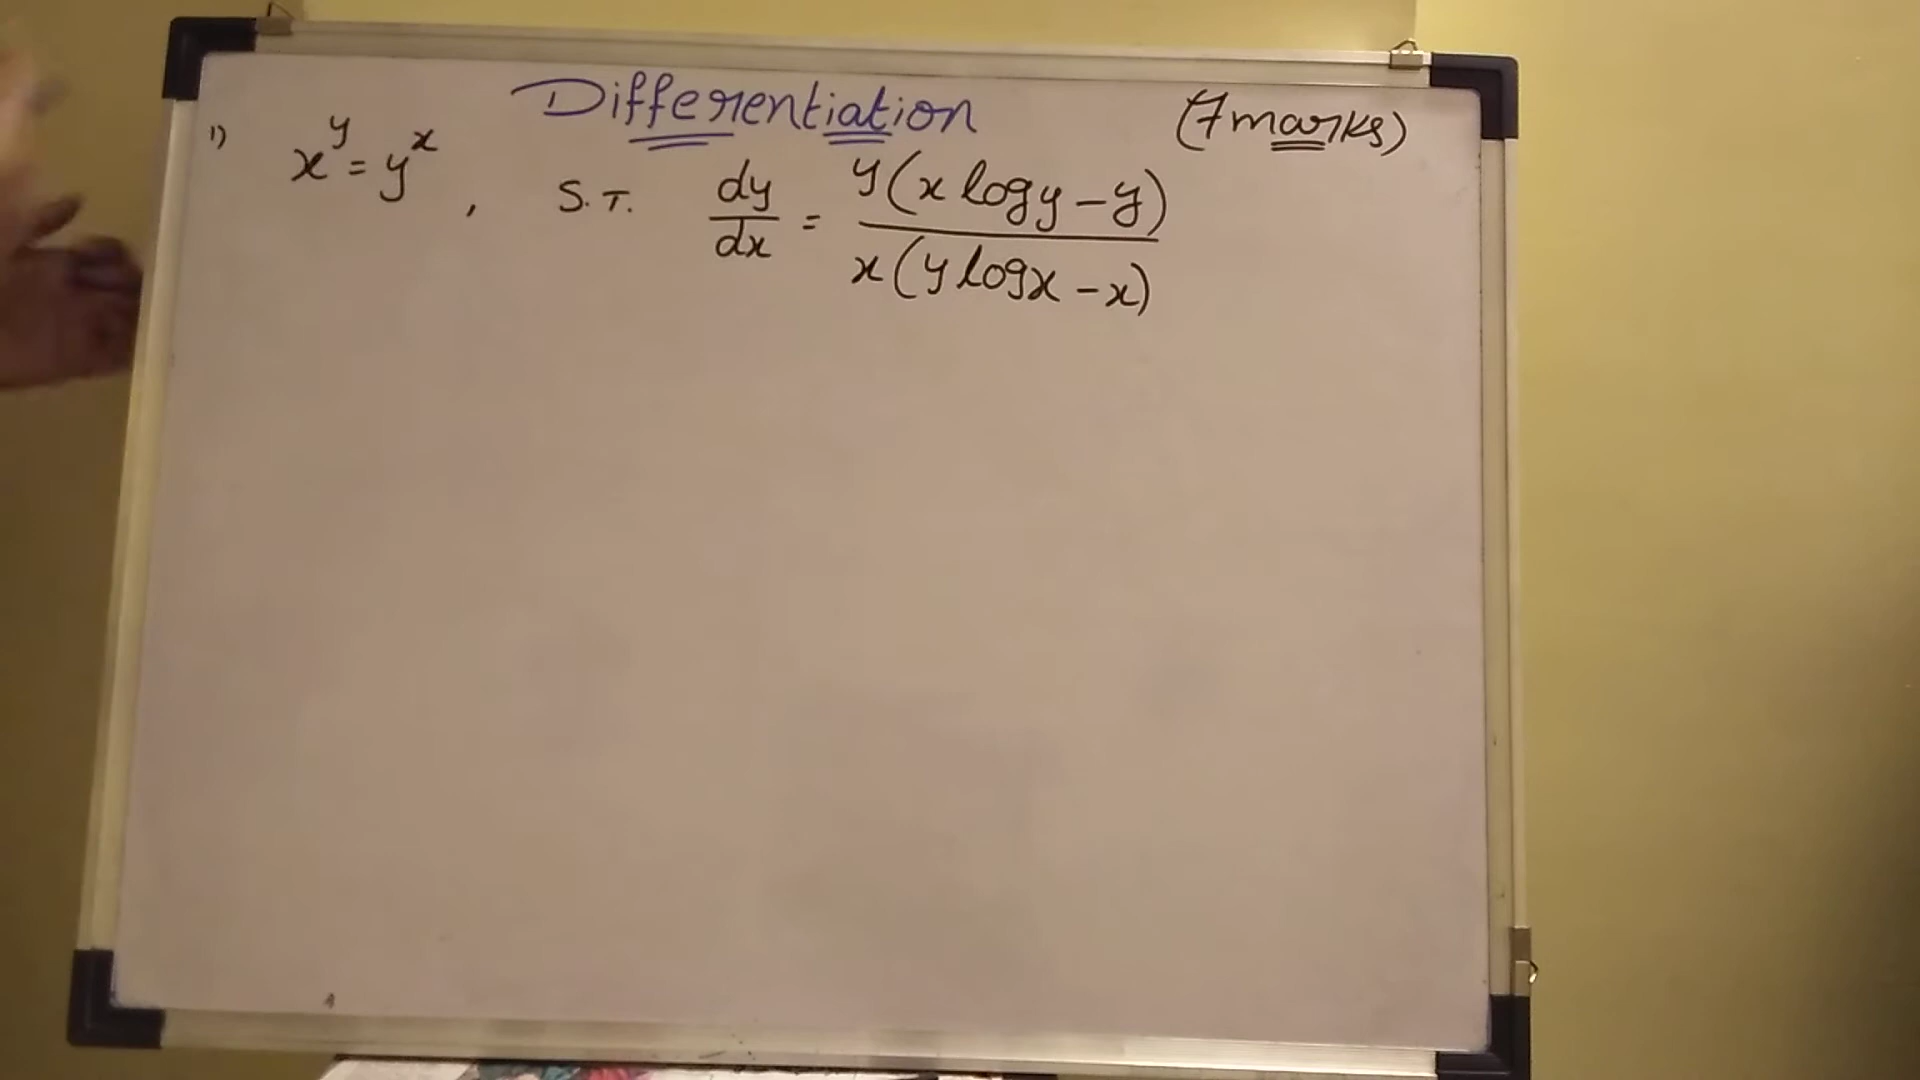 Differentiation (7marks)
1) x^y = y^x , S.T. dy/dx = y(x logy - y) / x(y logx - x)